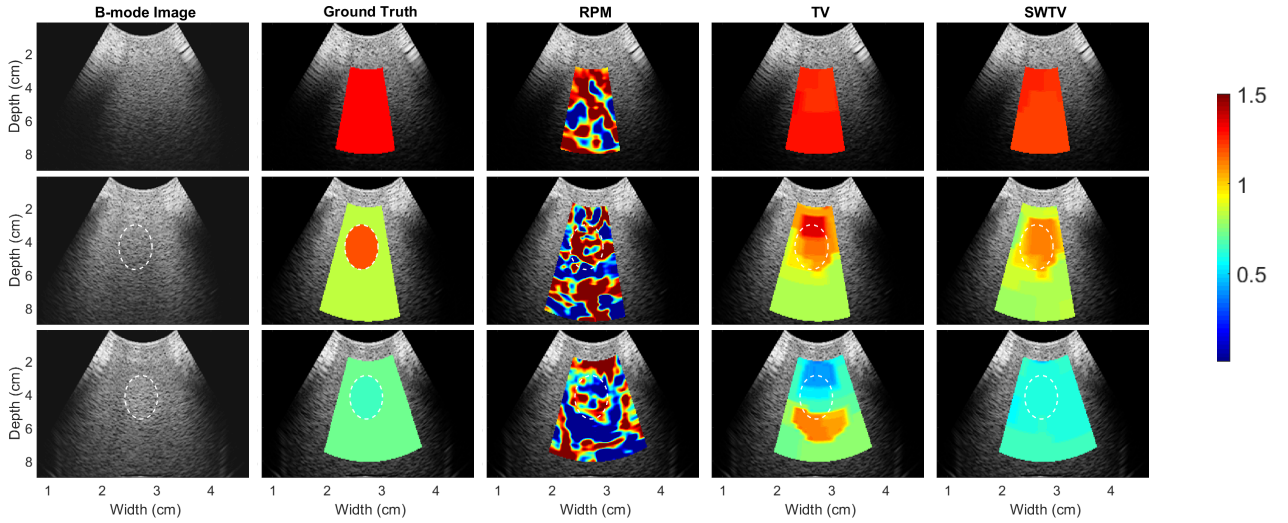 B-mode Image Ground Truth RPM TV SWTV
Depth (cm) 2 4 6 8
Depth (cm) 2 4 6 8
Depth (cm) 2 4 6 8
1.5
1
0.5
1 2 3 4 1 2 3 4 1 2 3 4 1 2 3 4 1 2 3 4
Width (cm) Width (cm) Width (cm) Width (cm) Width (cm)